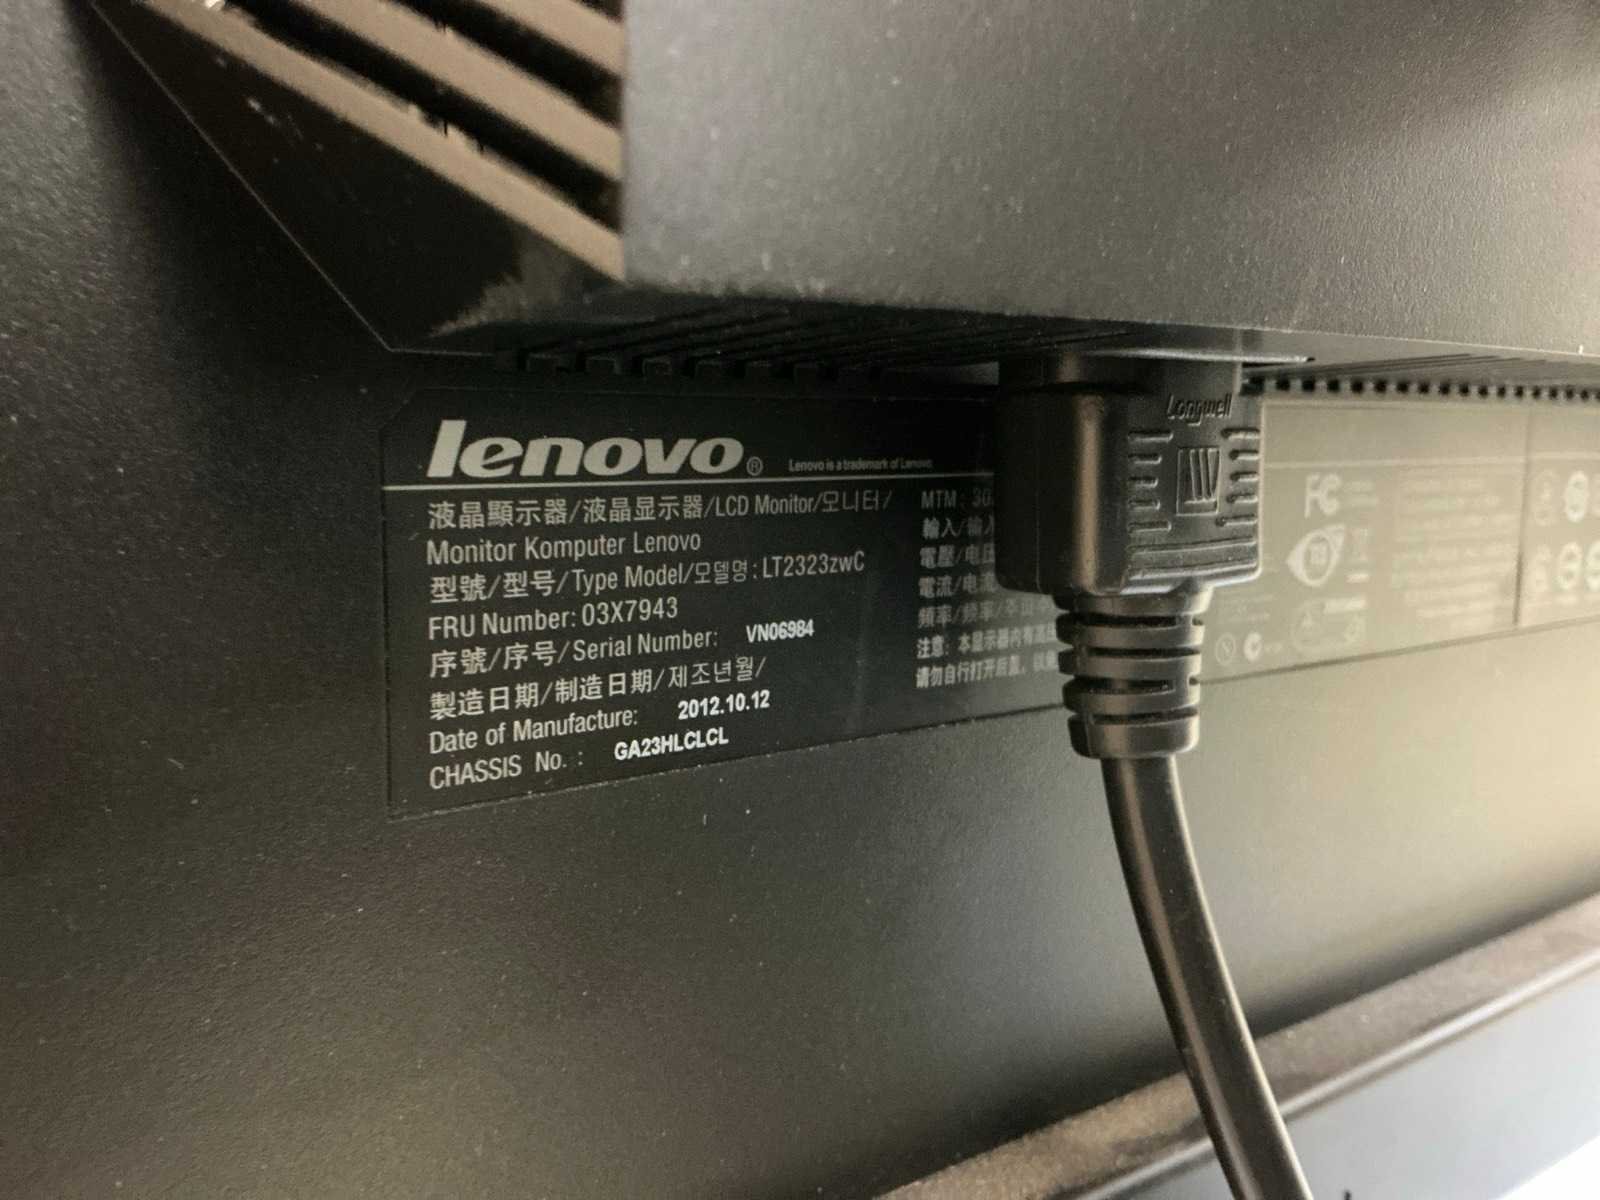 lenovo®
Lenovo is a trademark of Lenovo.
液晶顯示器/液晶显示器/LCD Monitor/모니터/
Monitor Komputer Lenovo
型號/型号/Type Model/모델명: LT2323zwC
FRU Number: 03X7943
序號/序号/Serial Number: VN06984
製造日期/制造日期/제조년월/
Date of Manufacture: 2012.10.12
CHASSIS No. : GA23HLCLCL
MTM: 30
輸入/输入
電壓/电压
電流/电流
頻率/频率/
注意: 本显示器内有高压
请勿自行打开后盖,
Longwell
FC